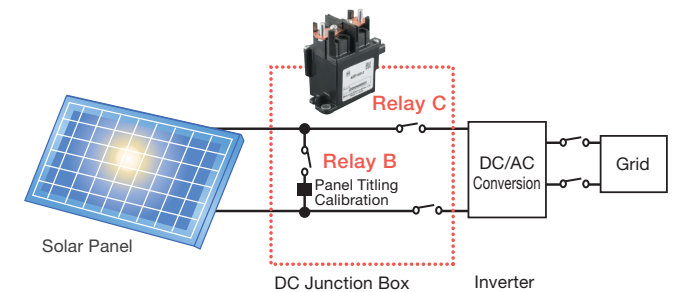 Relay C
Relay B
Panel Titling
Calibration
DC/AC
Conversion
Grid
Solar Panel
DC Junction Box
Inverter